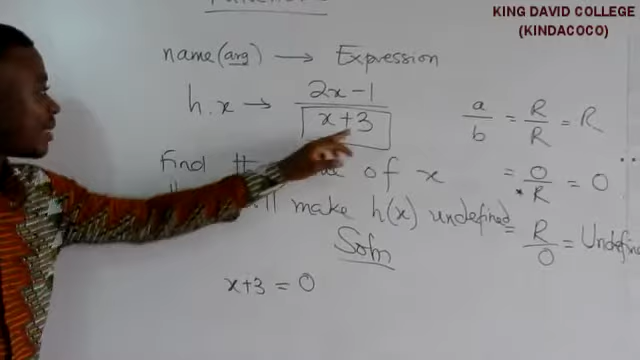 KING DAVID COLLEGE
(KINDACOCO)
name(arg) → Expression
h: x → 2x - 1 / x + 3
a/b = R/R = R
Find of x
= 0/R = 0
make h(x) undefined
= R/0 = Undefine
Soln
x+3 = 0